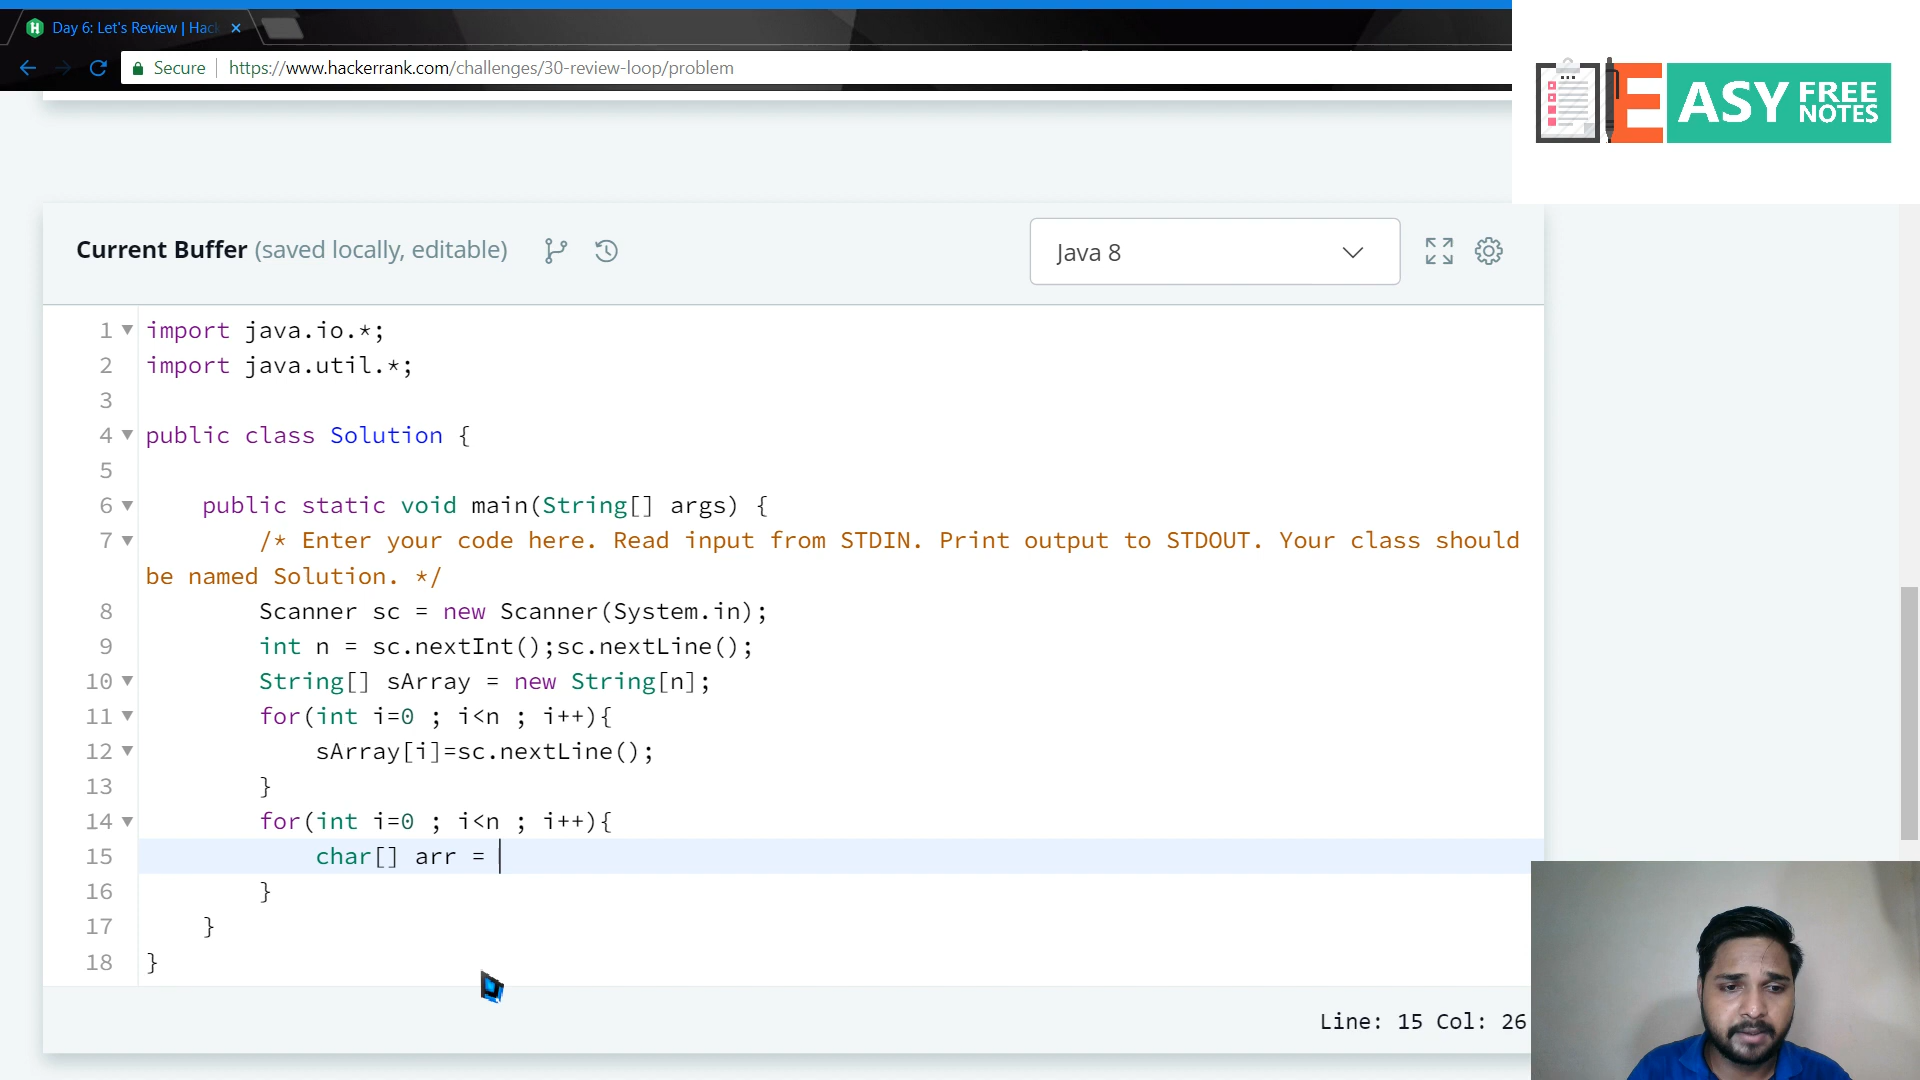 Day 6: Let's Review | Hac
Secure https://www.hackerrank.com/challenges/30-review-loop/problem
EASY FREE NOTES
Current Buffer (saved locally, editable)
Java 8
1 import java.io.*;
2 import java.util.*;
3
4 public class Solution {
5
6 public static void main(String[] args) {
7 /* Enter your code here. Read input from STDIN. Print output to STDOUT. Your class should
be named Solution. */
8 Scanner sc = new Scanner(System.in);
9 int n = sc.nextInt();sc.nextLine();
10 String[] sArray = new String[n];
11 for(int i=0 ; i<n ; i++){
12 sArray[i]=sc.nextLine();
13 }
14 for(int i=0 ; i<n ; i++){
15 char[] arr =
16 }
17 }
18 }
Line: 15 Col: 26